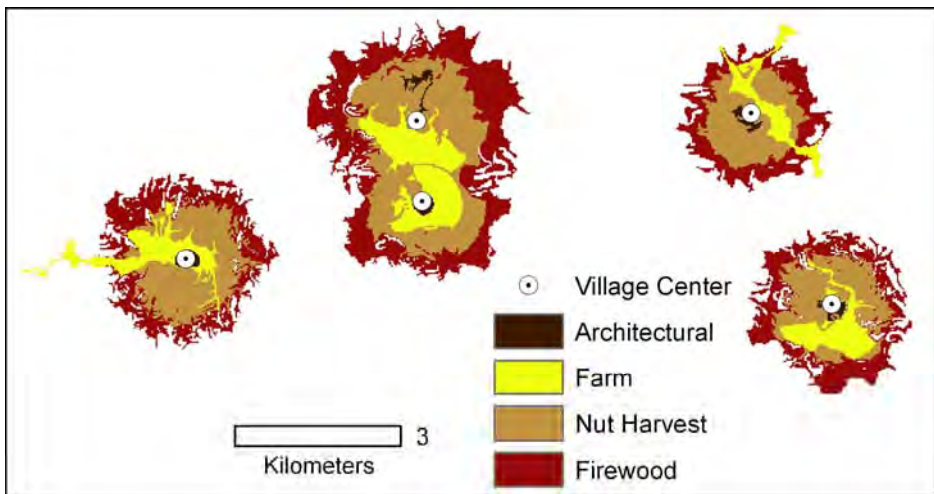 Village Center
Architectural
Farm
Nut Harvest
Firewood
3
Kilometers